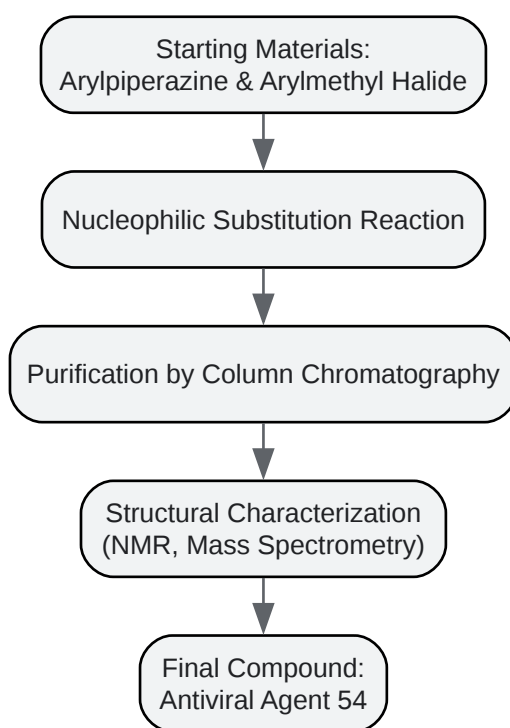 Starting Materials:
Arylpiperazine & Arylmethyl Halide
Nucleophilic Substitution Reaction
Purification by Column Chromatography
Structural Characterization
(NMR, Mass Spectrometry)
Final Compound:
Antiviral Agent 54